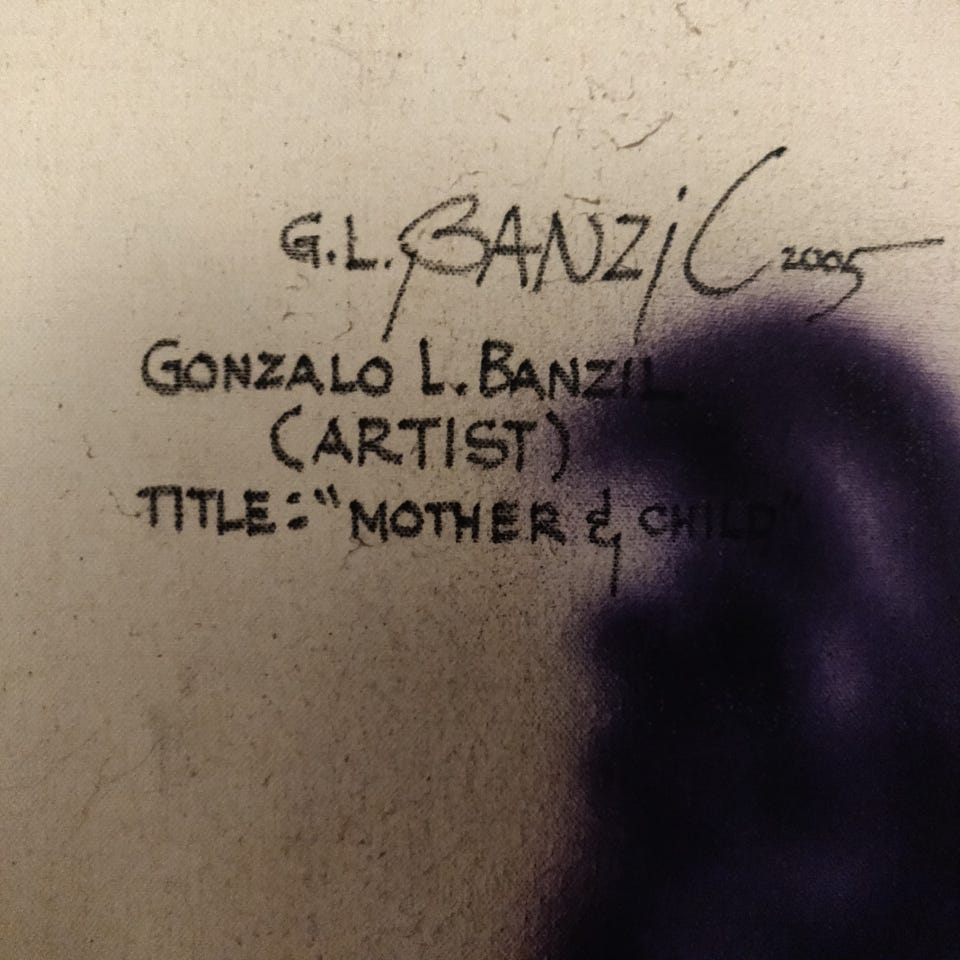 G.L. BANZiL 2005
GONZALO L. BANZIL
(ARTIST)
TITLE: "MOTHER & CHILD"